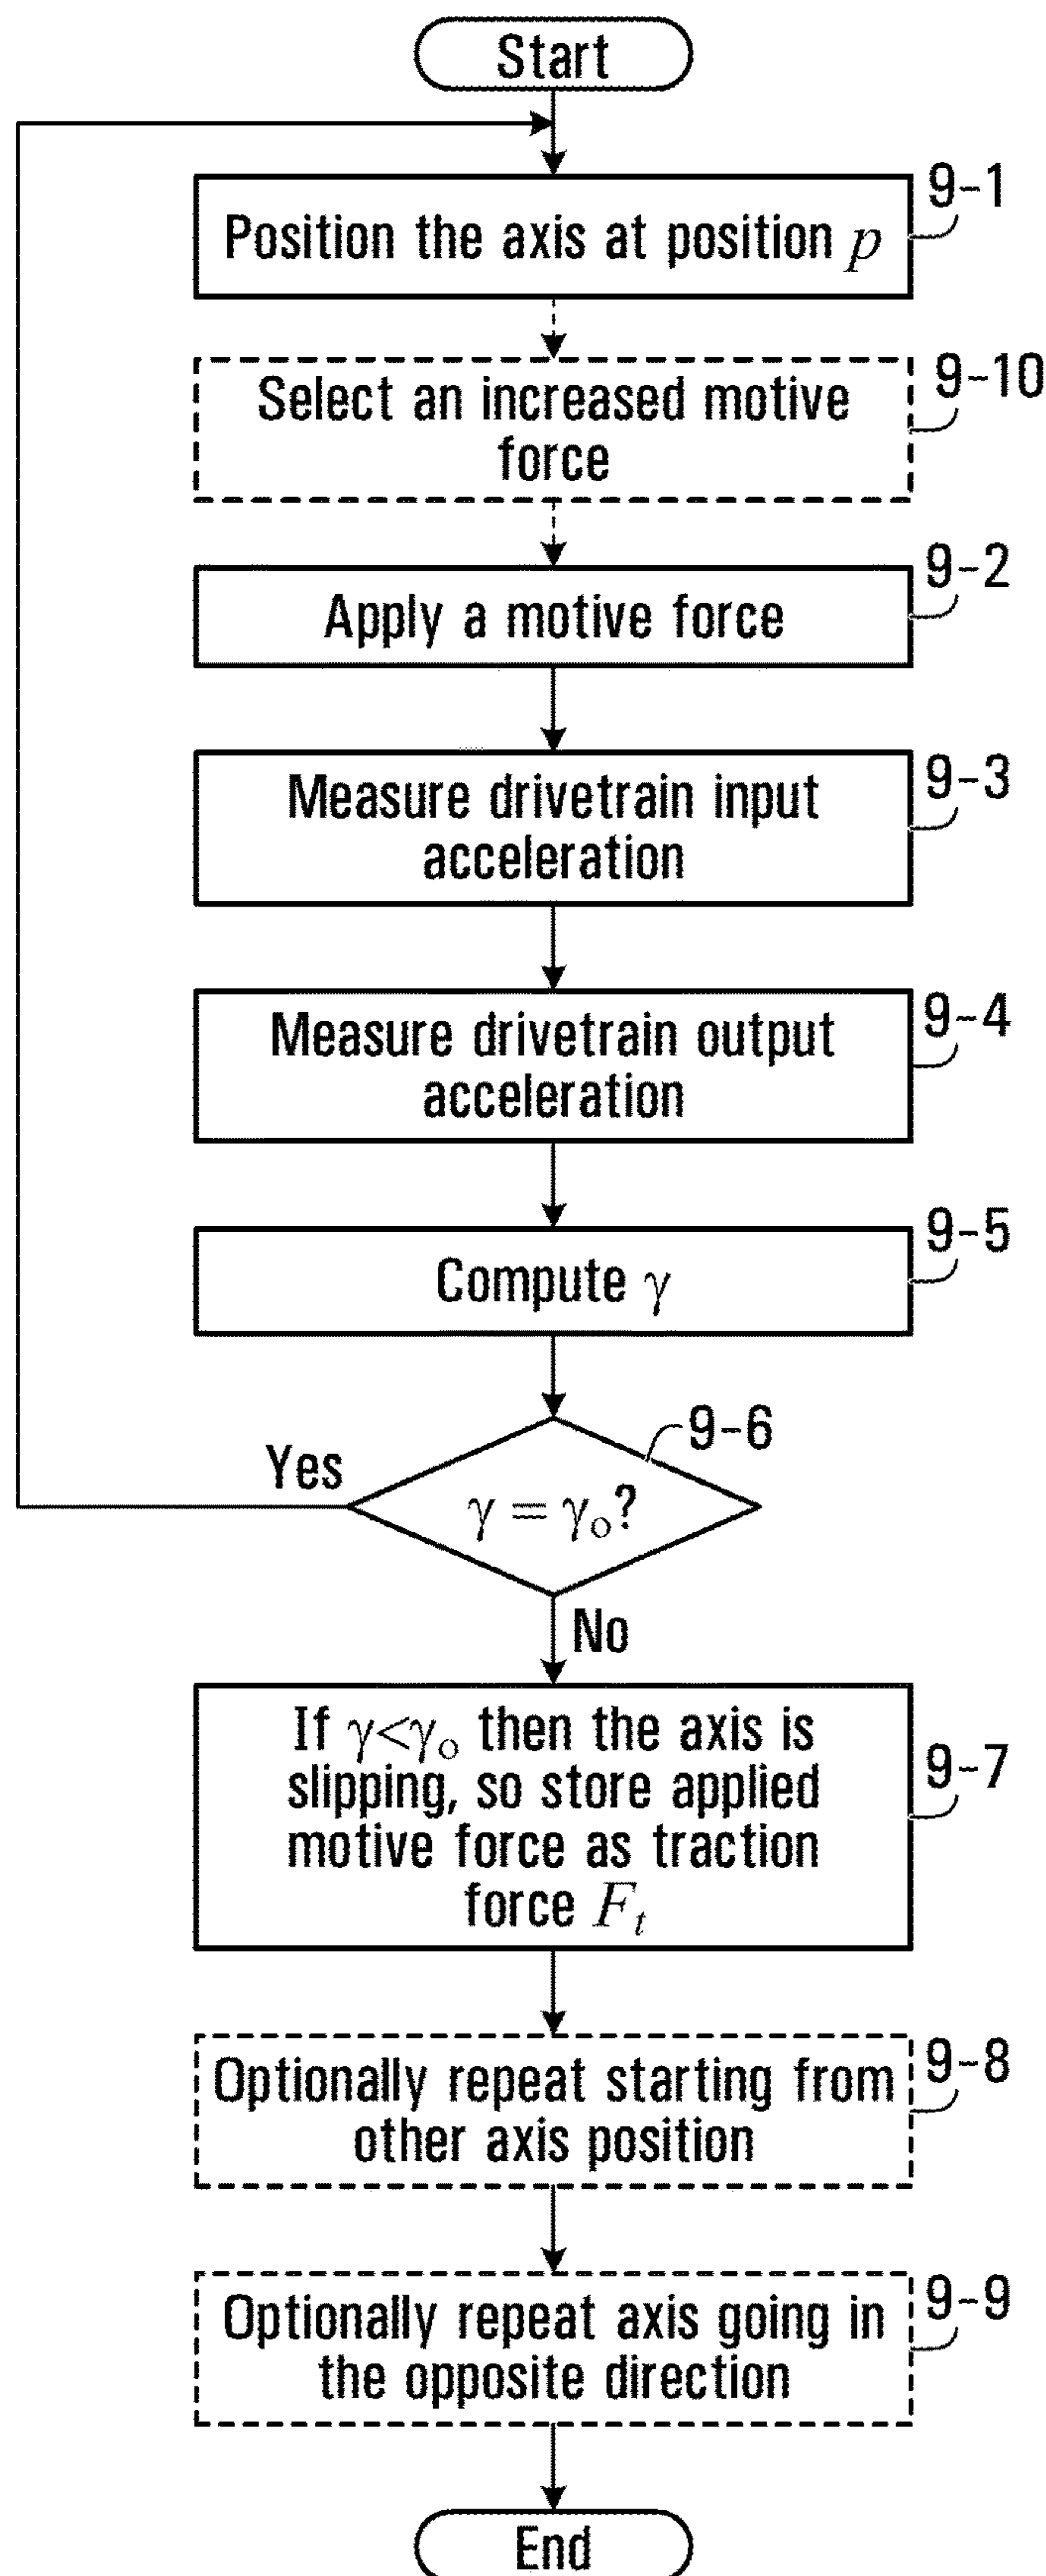 Start
9-1
Position the axis at position p
9-10
Select an increased motive
force
9-2
Apply a motive force
9-3
Measure drivetrain input
acceleration
9-4
Measure drivetrain output
acceleration
9-5
Compute γ
9-6
Yes
γ = γo?
No
If γ<γo then the axis is
slipping, so store applied
motive force as traction
force Ft
9-7
Optionally repeat starting from
other axis position
9-8
Optionally repeat axis going in
the opposite direction
9-9
End